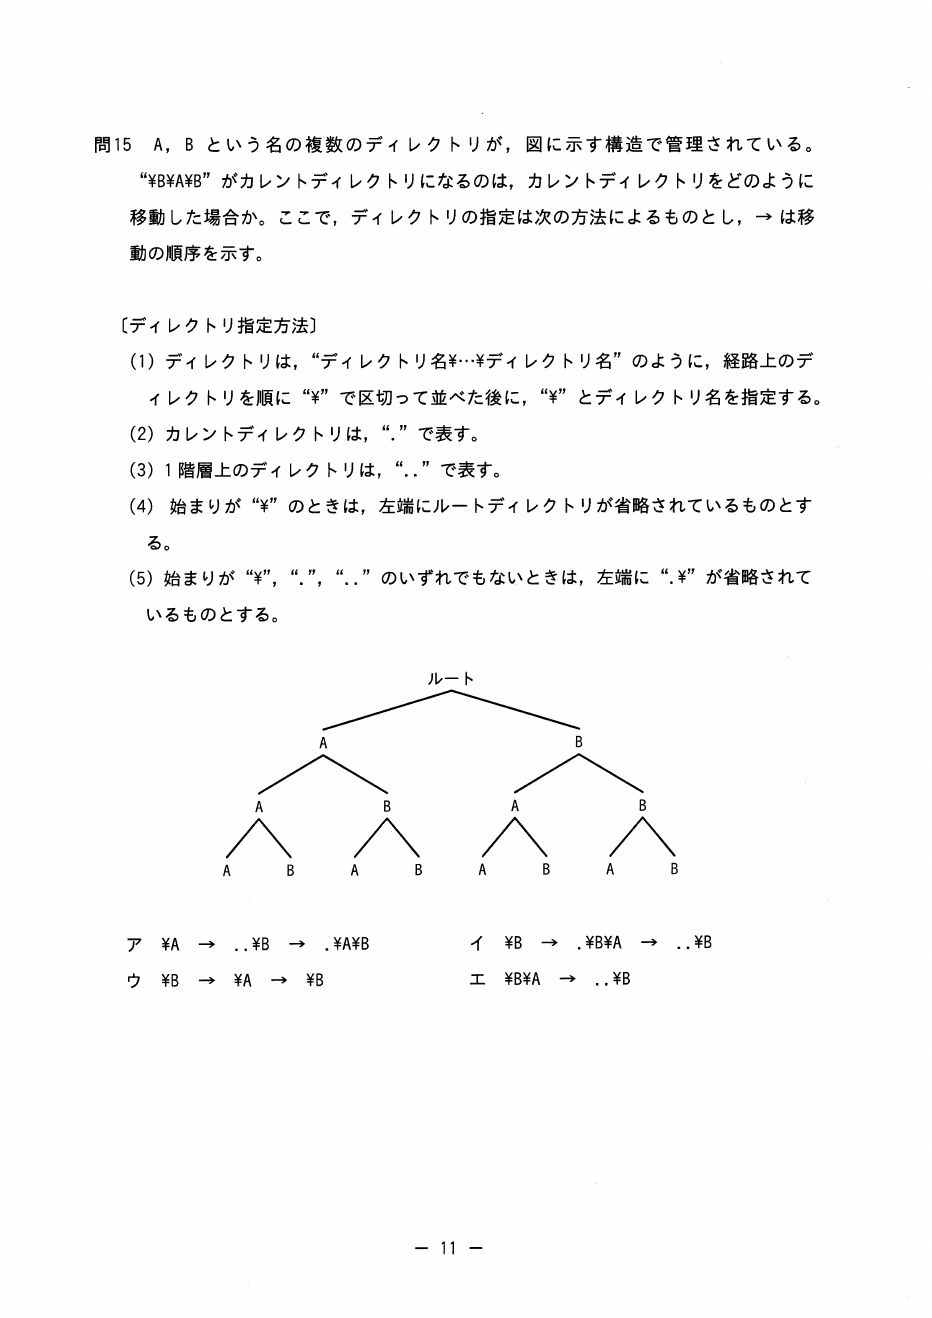 問15 A，B という名の複数のディレクトリが，図に示す構造で管理されている。
“¥B¥A¥B” がカレントディレクトリになるのは，カレントディレクトリをどのように
移動した場合か。ここで，ディレクトリの指定は次の方法によるものとし，→ は移
動の順序を示す。
〔ディレクトリ指定方法〕
(1) ディレクトリは，“ディレクトリ名¥…¥ディレクトリ名” のように，経路上のデ
ィレクトリを順に “¥” で区切って並べた後に，“¥” とディレクトリ名を指定する。
(2) カレントディレクトリは，“.” で表す。
(3) 1 階層上のディレクトリは，“..” で表す。
(4) 始まりが “¥” のときは，左端にルートディレクトリが省略されているものとす
る。
(5) 始まりが “¥”，“.”，“..” のいずれでもないときは，左端に “.¥” が省略されて
いるものとする。
ルート
A B
A B A B
A B A B A B A B
ア ¥A → ..¥B → .¥A¥B イ ¥B → .¥B¥A → ..¥B
ウ ¥B → ¥A → ¥B エ ¥B¥A → ..¥B
－ 11 －